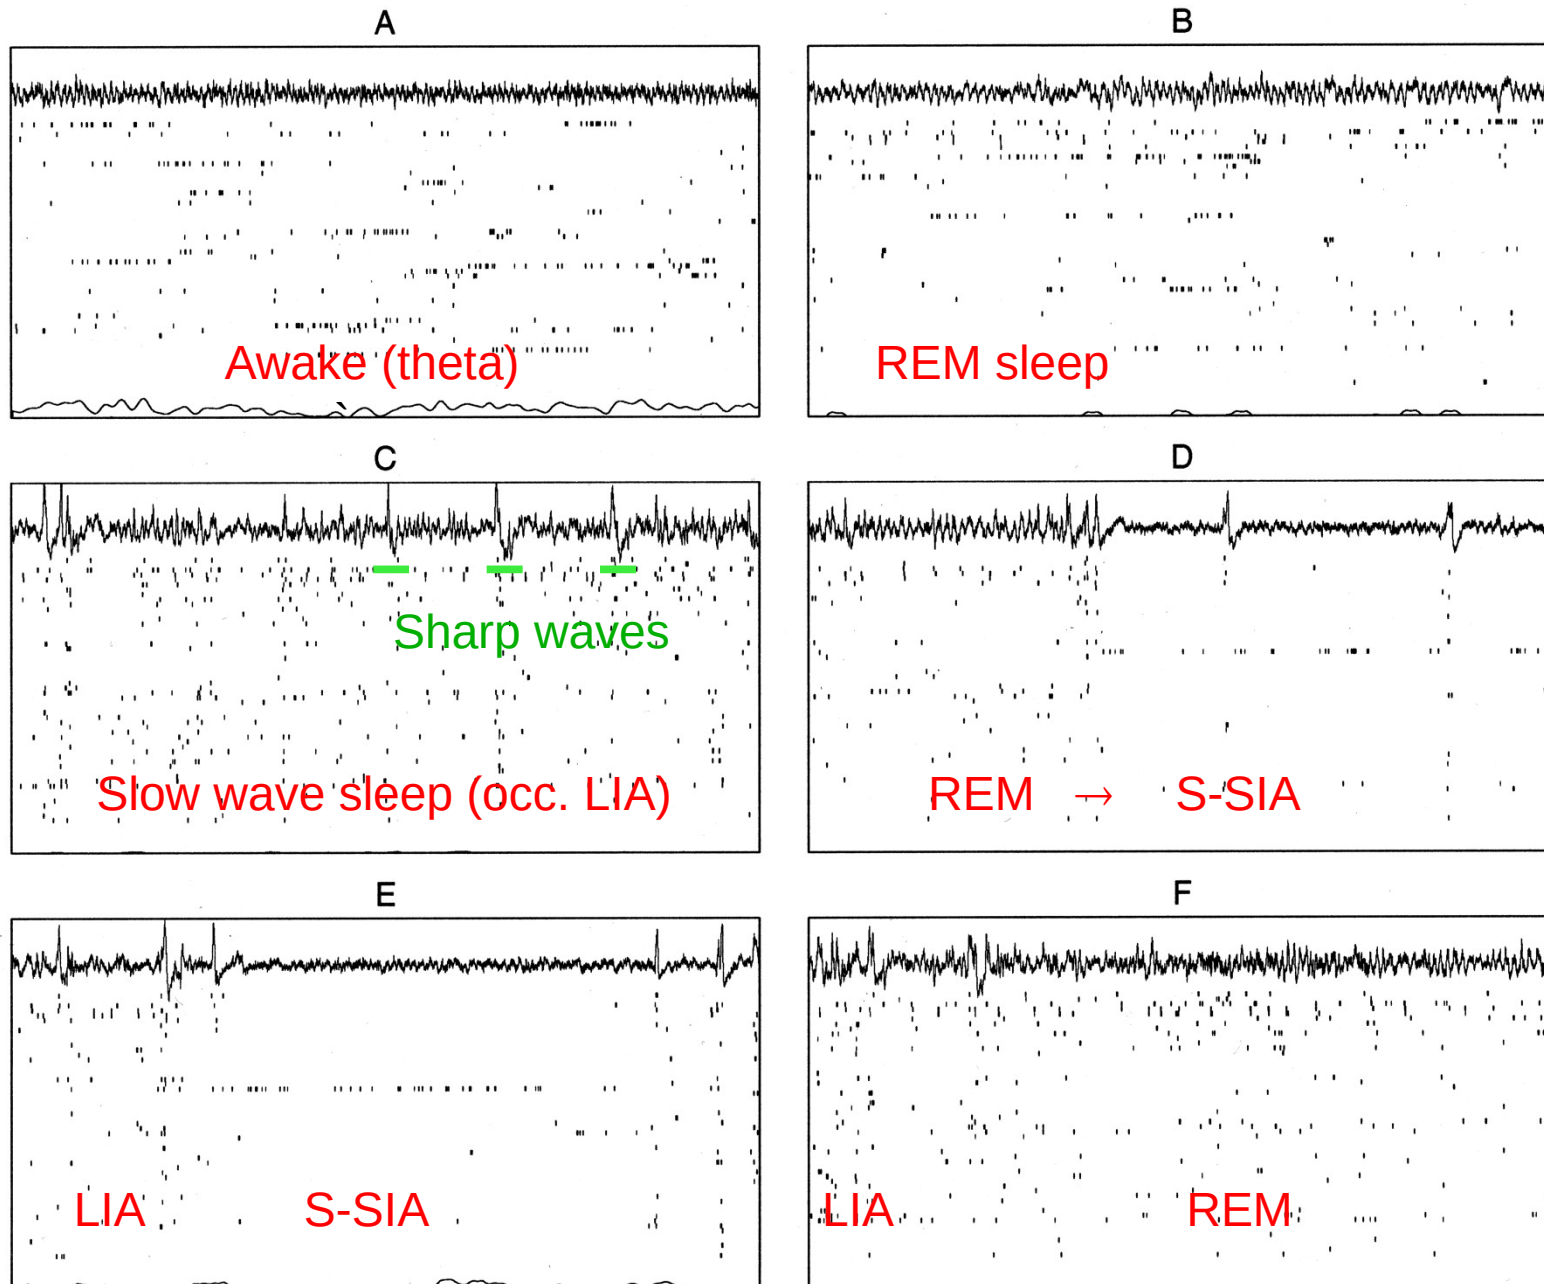 A
B
Awake (theta)
REM sleep
C
D
Sharp waves
Slow wave sleep (occ. LIA)
REM → S-SIA
E
F
LIA S-SIA
LIA REM